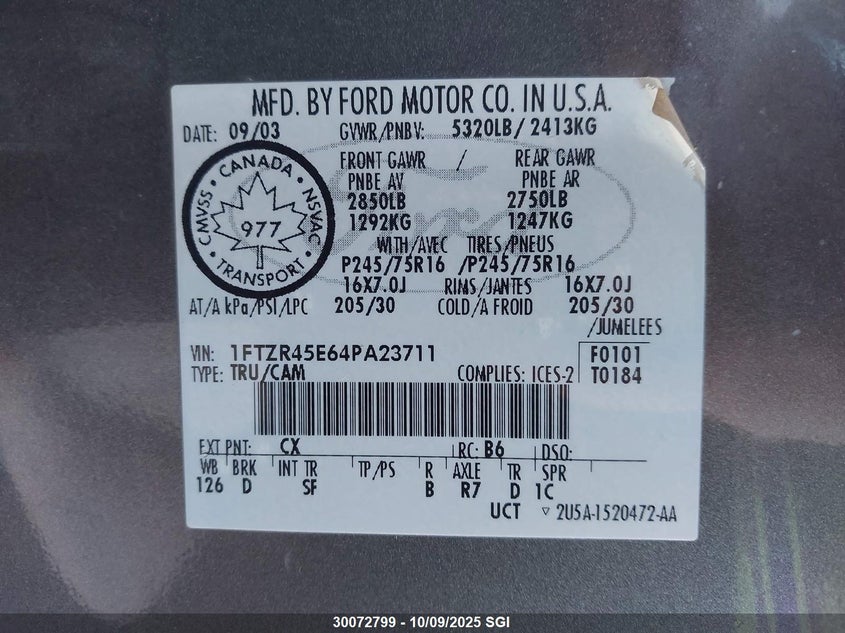 MFD. BY FORD MOTOR CO. IN U.S.A.
DATE: 09/03 GVWR/PNBV: 5320LB/ 2413KG
CMVSS · CANADA · NSVAC · TRANSPORT · 977
FRONT GAWR / REAR GAWR
PNBE AV PNBE AR
2850LB 2750LB
1292KG 1247KG
WITH/AVEC TIRES/PNEUS
P245/75R16 /P245/75R16
16X7.0J RIMS/JANTES 16X7.0J
AT/A kPa/PSI/LPC 205/30 COLD/A FROID 205/30
/JUMELEES
VIN: 1FTZR45E64PA23711 F0101
TYPE: TRU/CAM COMPLIES: ICES-2 T0184
EXT PNT: CX RC: B6 DSO:
WB BRK INT TR TP/PS R AXLE TR SPR
126 D SF B R7 D 1C
UCT ▽ 2U5A-1520472-AA
Ford
30072799 - 10/09/2025 SGI